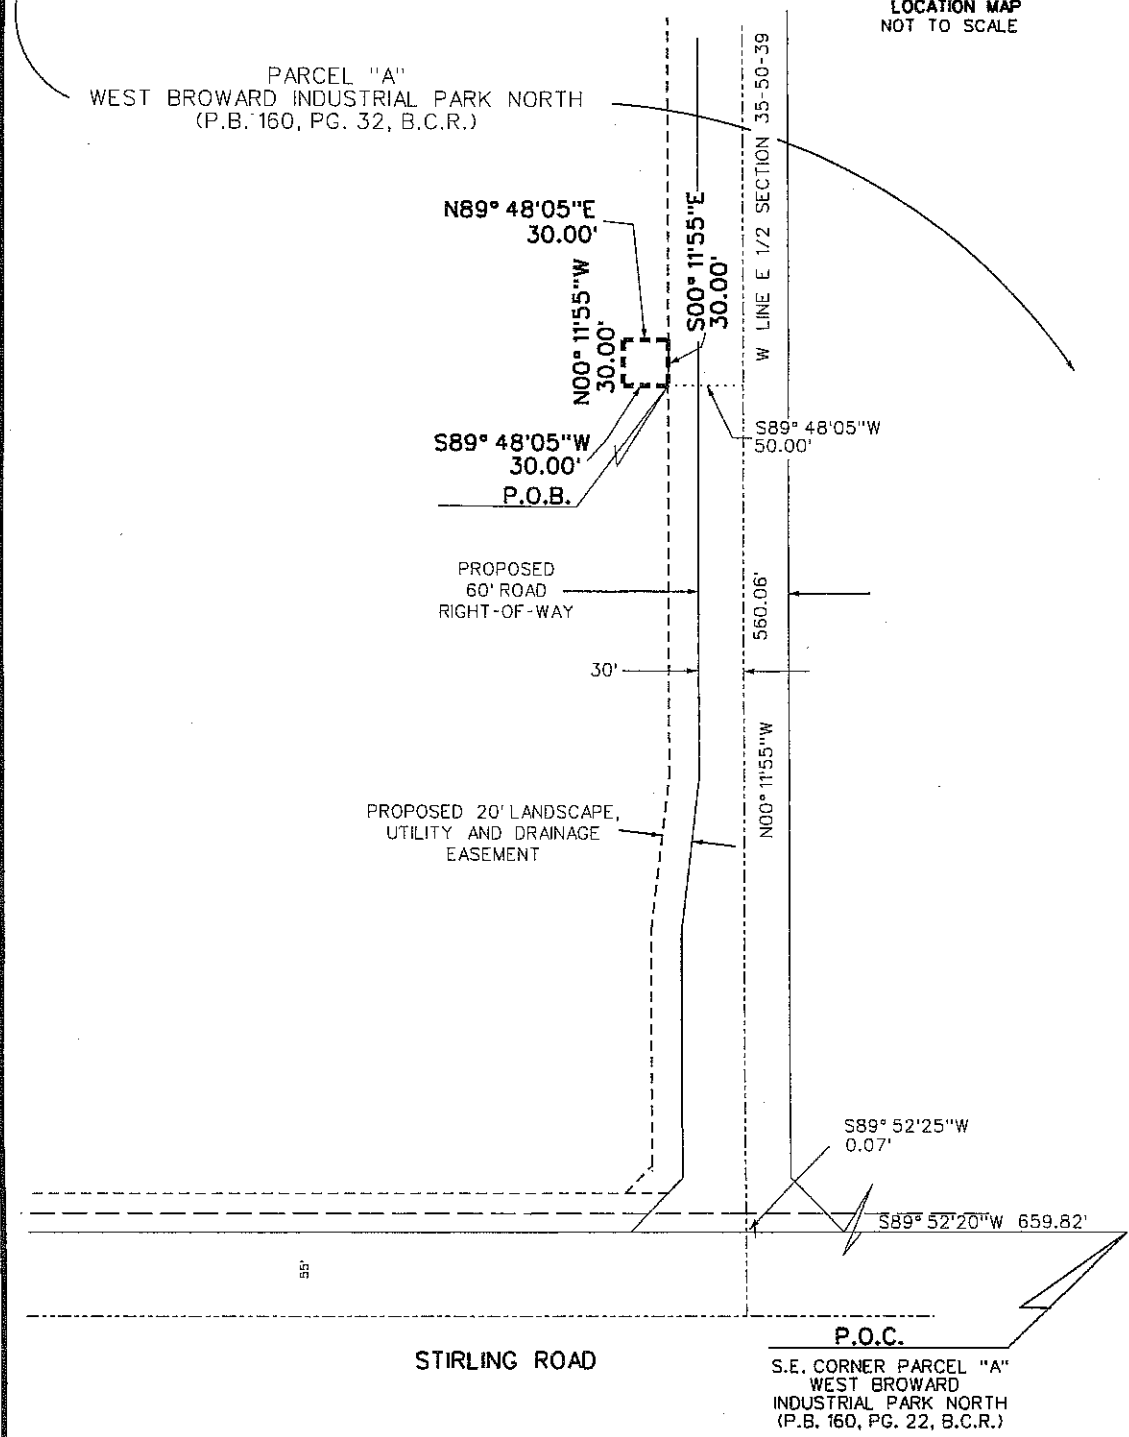 LOCATION MAP
NOT TO SCALE
PARCEL "A"
WEST BROWARD INDUSTRIAL PARK NORTH
(P.B. 160, PG. 32, B.C.R.)
W LINE E 1/2 SECTION 35-50-39
N89° 48'05"E
30.00'
S00° 11'55"E
30.00'
N00° 11'55"W
30.00'
S89° 48'05"W
50.00'
S89° 48'05"W
30.00'
P.O.B.
PROPOSED
60' ROAD
RIGHT-OF-WAY
560.06'
30'
N00° 11'55"W
PROPOSED 20' LANDSCAPE,
UTILITY AND DRAINAGE
EASEMENT
S89° 52'25"W
0.07'
S89° 52'20"W 659.82'
55'
STIRLING ROAD
P.O.C.
S.E. CORNER PARCEL "A"
WEST BROWARD
INDUSTRIAL PARK NORTH
(P.B. 160, PG. 22, B.C.R.)